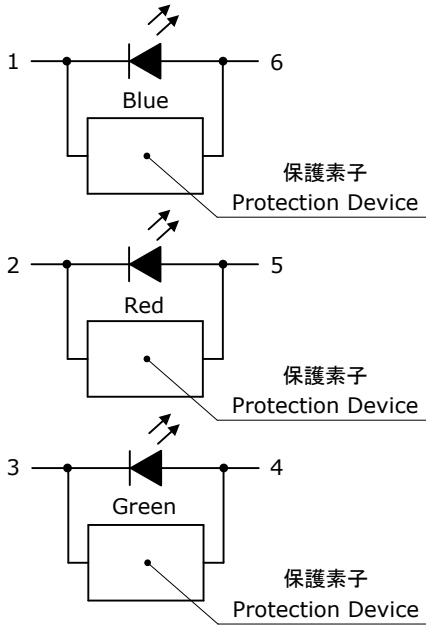 1
6
Blue
保護素子
Protection Device
2
5
Red
保護素子
Protection Device
3
4
Green
保護素子
Protection Device